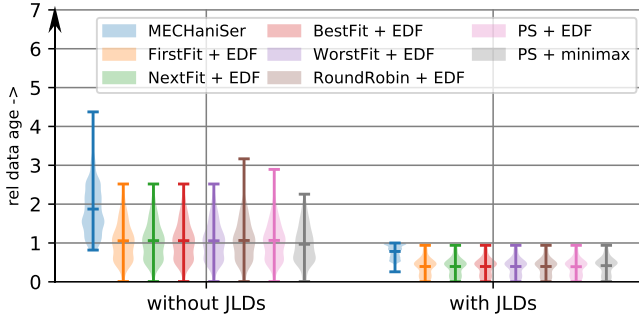 7
6
5
4
3
2
1
0
rel data age ->
MECHaniSer
FirstFit + EDF
NextFit + EDF
BestFit + EDF
WorstFit + EDF
RoundRobin + EDF
PS + EDF
PS + minimax
without JLDs
with JLDs